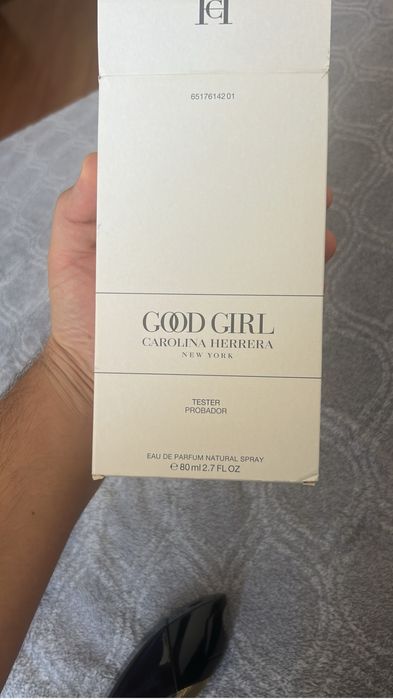 CH
6517614201
GOOD GIRL
CAROLINA HERRERA
NEW YORK
TESTER
PROBADOR
EAU DE PARFUM NATURAL SPRAY
℮ 80 ml 2.7 FL OZ